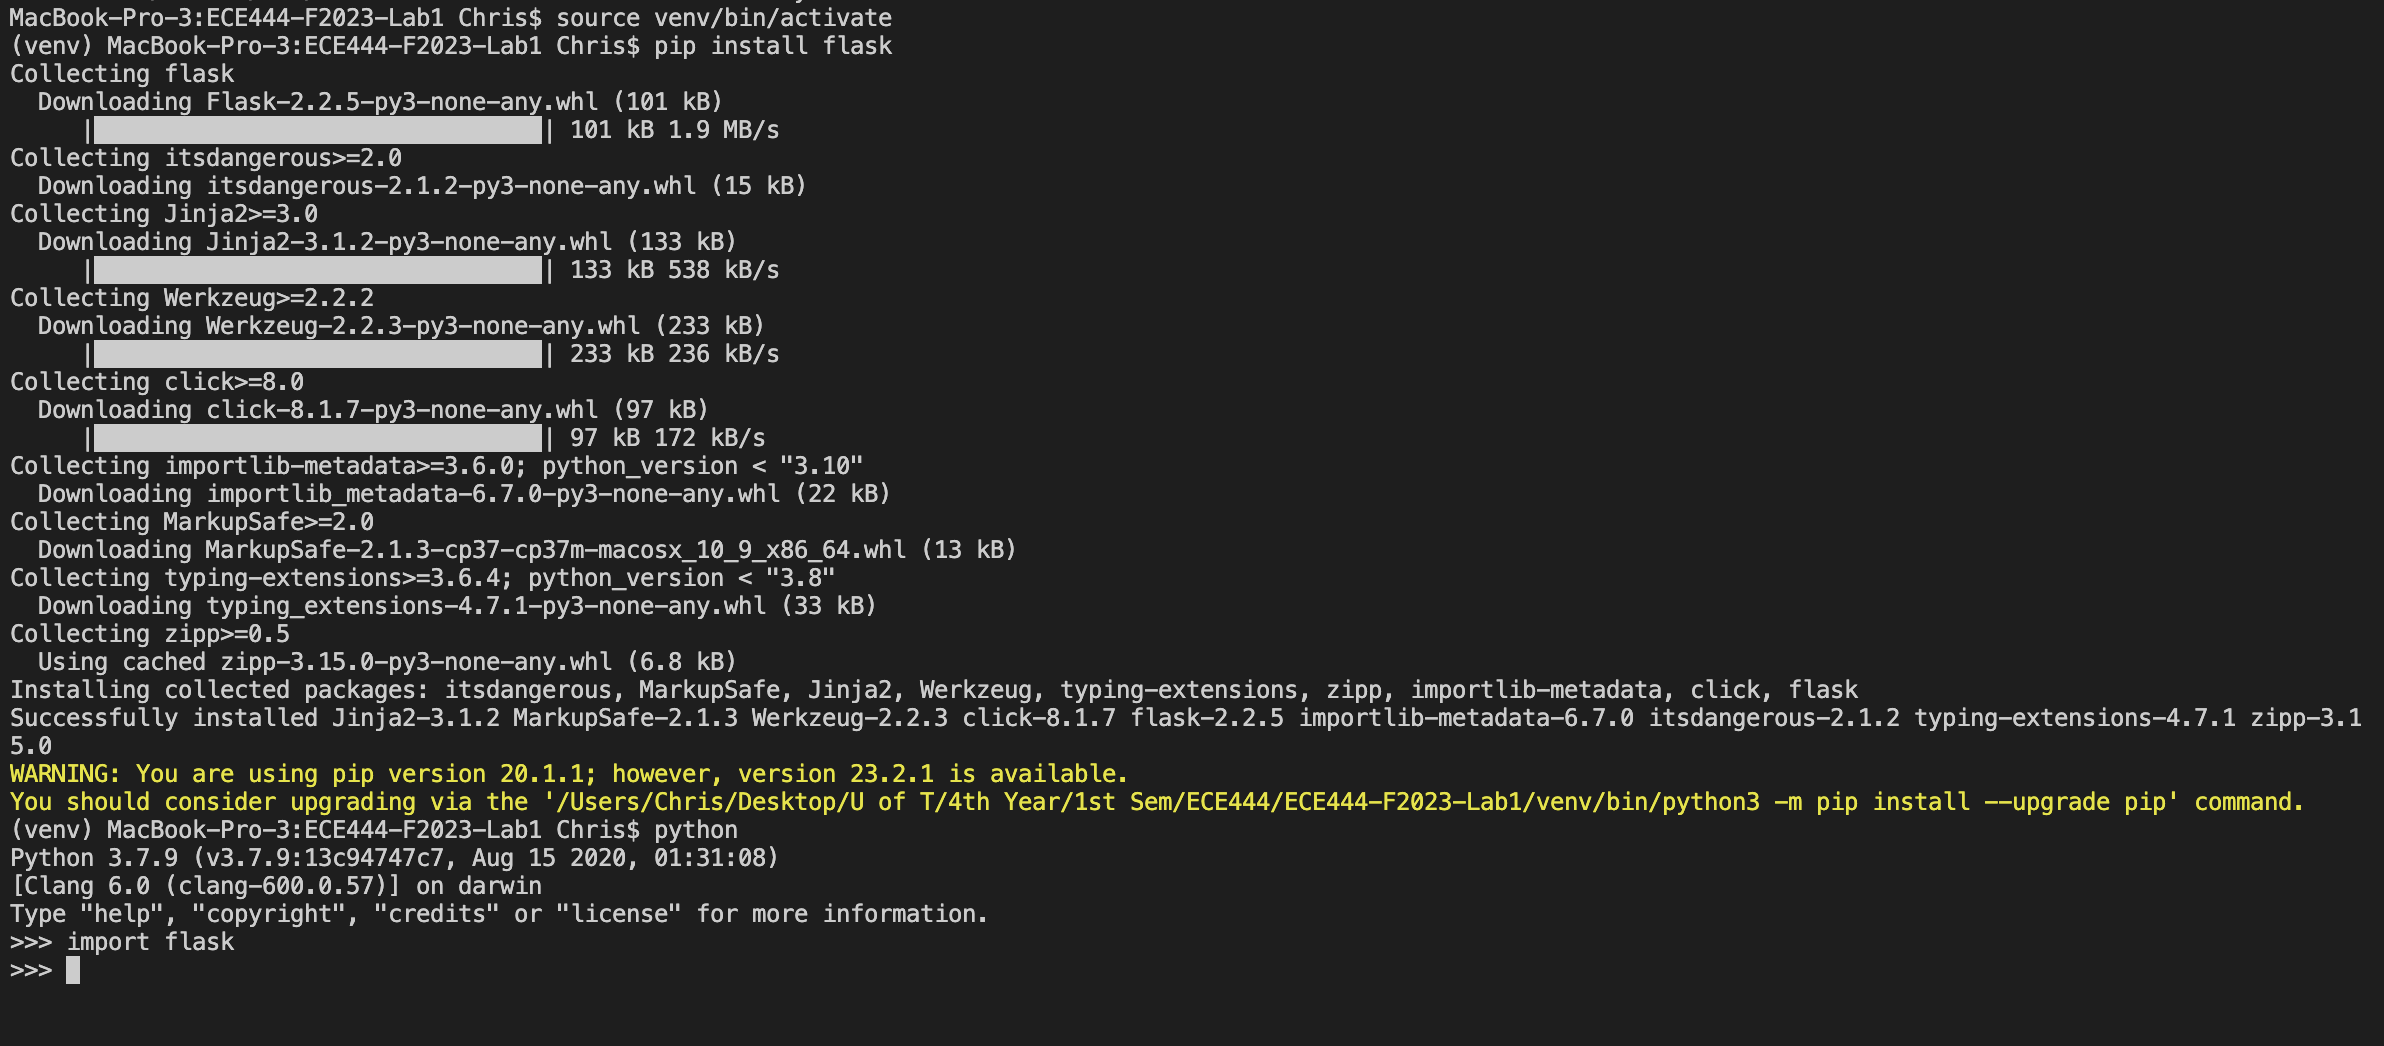 MacBook-Pro-3:ECE444-F2023-Lab1 Chris$ source venv/bin/activate
(venv) MacBook-Pro-3:ECE444-F2023-Lab1 Chris$ pip install flask
Collecting flask
  Downloading Flask-2.2.5-py3-none-any.whl (101 kB)
     || 101 kB 1.9 MB/s
Collecting itsdangerous>=2.0
  Downloading itsdangerous-2.1.2-py3-none-any.whl (15 kB)
Collecting Jinja2>=3.0
  Downloading Jinja2-3.1.2-py3-none-any.whl (133 kB)
     || 133 kB 538 kB/s
Collecting Werkzeug>=2.2.2
  Downloading Werkzeug-2.2.3-py3-none-any.whl (233 kB)
     || 233 kB 236 kB/s
Collecting click>=8.0
  Downloading click-8.1.7-py3-none-any.whl (97 kB)
     || 97 kB 172 kB/s
Collecting importlib-metadata>=3.6.0; python_version < "3.10"
  Downloading importlib_metadata-6.7.0-py3-none-any.whl (22 kB)
Collecting MarkupSafe>=2.0
  Downloading MarkupSafe-2.1.3-cp37-cp37m-macosx_10_9_x86_64.whl (13 kB)
Collecting typing-extensions>=3.6.4; python_version < "3.8"
  Downloading typing_extensions-4.7.1-py3-none-any.whl (33 kB)
Collecting zipp>=0.5
  Using cached zipp-3.15.0-py3-none-any.whl (6.8 kB)
Installing collected packages: itsdangerous, MarkupSafe, Jinja2, Werkzeug, typing-extensions, zipp, importlib-metadata, click, flask
Successfully installed Jinja2-3.1.2 MarkupSafe-2.1.3 Werkzeug-2.2.3 click-8.1.7 flask-2.2.5 importlib-metadata-6.7.0 itsdangerous-2.1.2 typing-extensions-4.7.1 zipp-3.1
5.0
WARNING: You are using pip version 20.1.1; however, version 23.2.1 is available.
You should consider upgrading via the '/Users/Chris/Desktop/U of T/4th Year/1st Sem/ECE444/ECE444-F2023-Lab1/venv/bin/python3 -m pip install --upgrade pip' command.
(venv) MacBook-Pro-3:ECE444-F2023-Lab1 Chris$ python
Python 3.7.9 (v3.7.9:13c94747c7, Aug 15 2020, 01:31:08)
[Clang 6.0 (clang-600.0.57)] on darwin
Type "help", "copyright", "credits" or "license" for more information.
>>> import flask
>>>